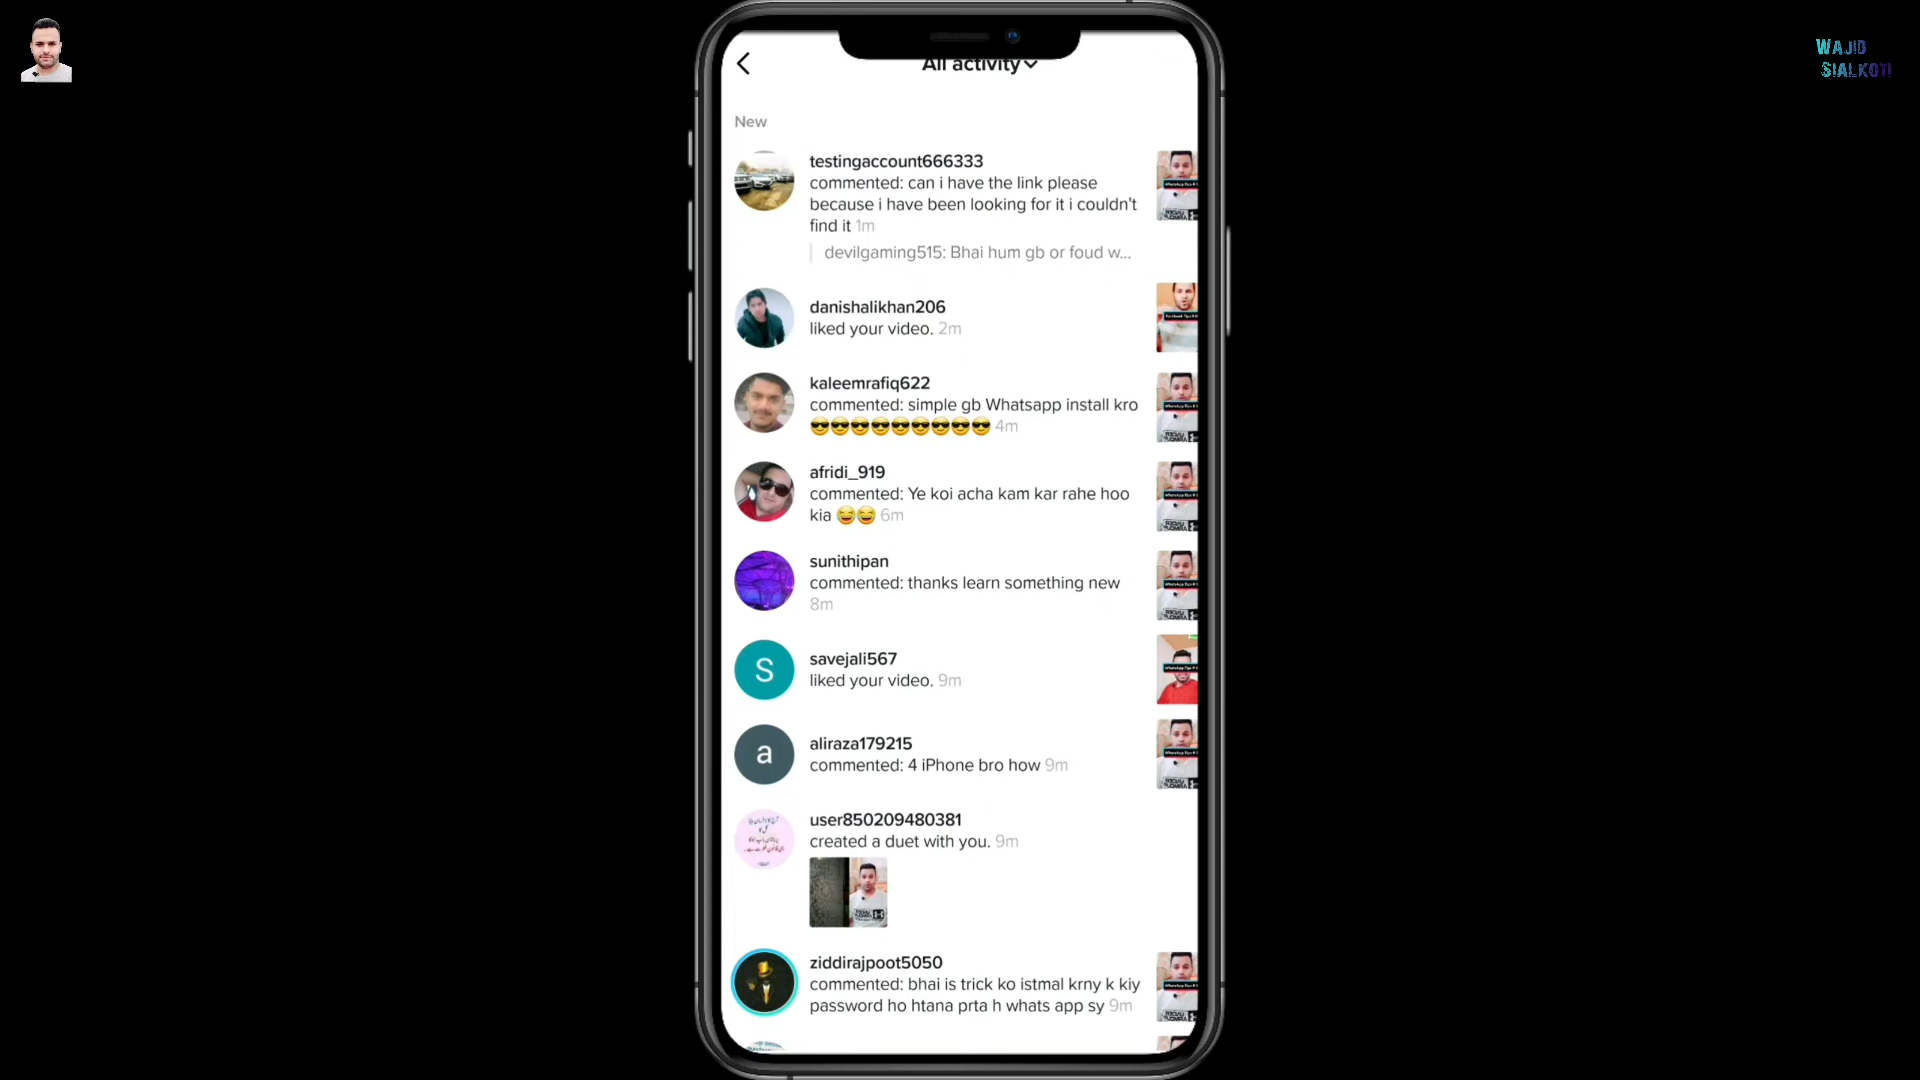 WAJID
SIALKOTI
All activity
New
testingaccount666333
commented: can i have the link please
because i have been looking for it i couldn't
find it 1m
devilgaming515: Bhai hum gb or foud w...
danishalikhan206
liked your video. 2m
kaleemrafiq622
commented: simple gb Whatsapp install kro
😎😎😎😎😎😎😎😎😎 4m
afridi_919
commented: Ye koi acha kam kar rahe hoo
kia 😂😂 6m
sunithipan
commented: thanks learn something new
8m
S
savejali567
liked your video. 9m
a
aliraza179215
commented: 4 iPhone bro how 9m
user850209480381
created a duet with you. 9m
ziddirajpoot5050
commented: bhai is trick ko istmal krny k kiy
password ho htana prta h whats app sy 9m